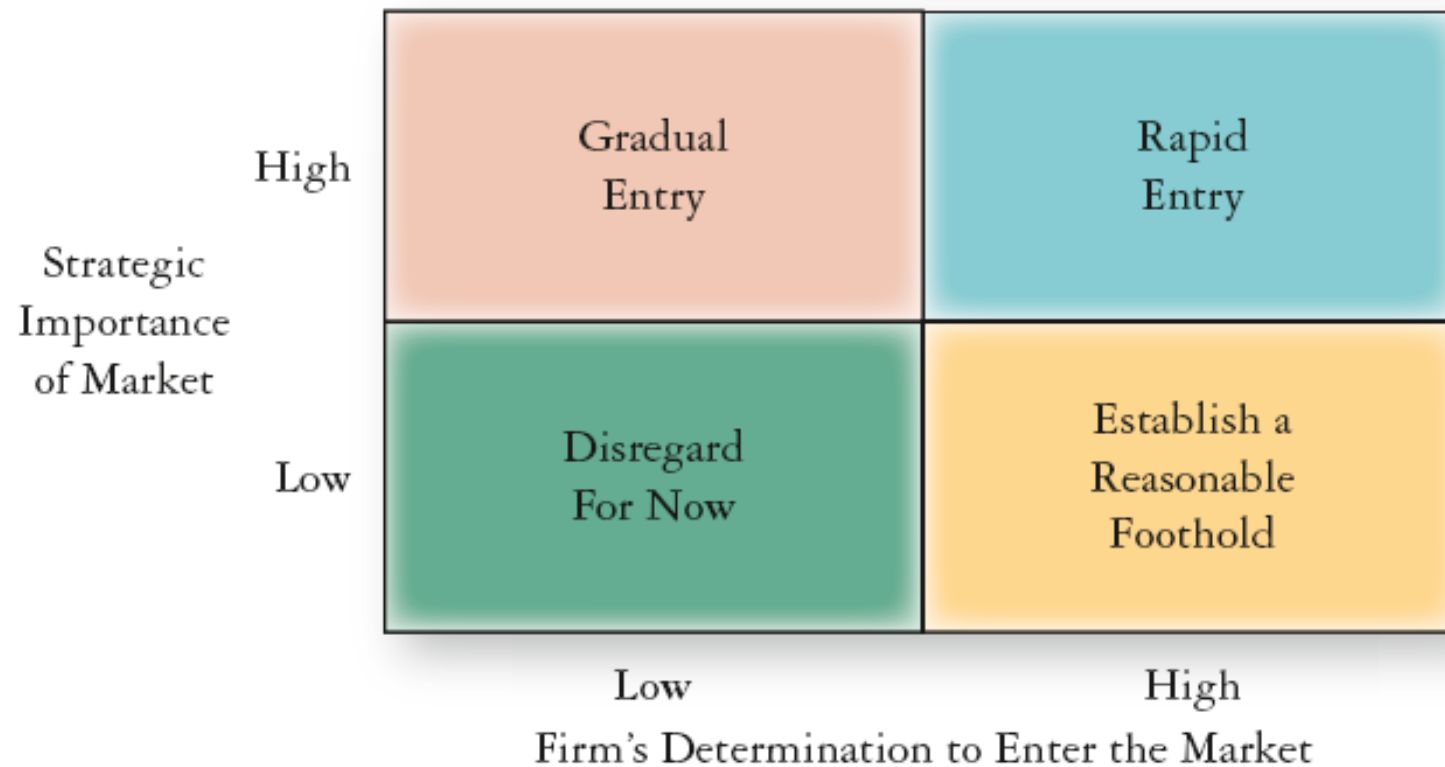 Gradual
Entry
Rapid
Entry
High
Strategic
Importance
of Market
Low
Disregard
For Now
Establish a
Reasonable
Foothold
Low
High
Firm’s Determination to Enter the Market